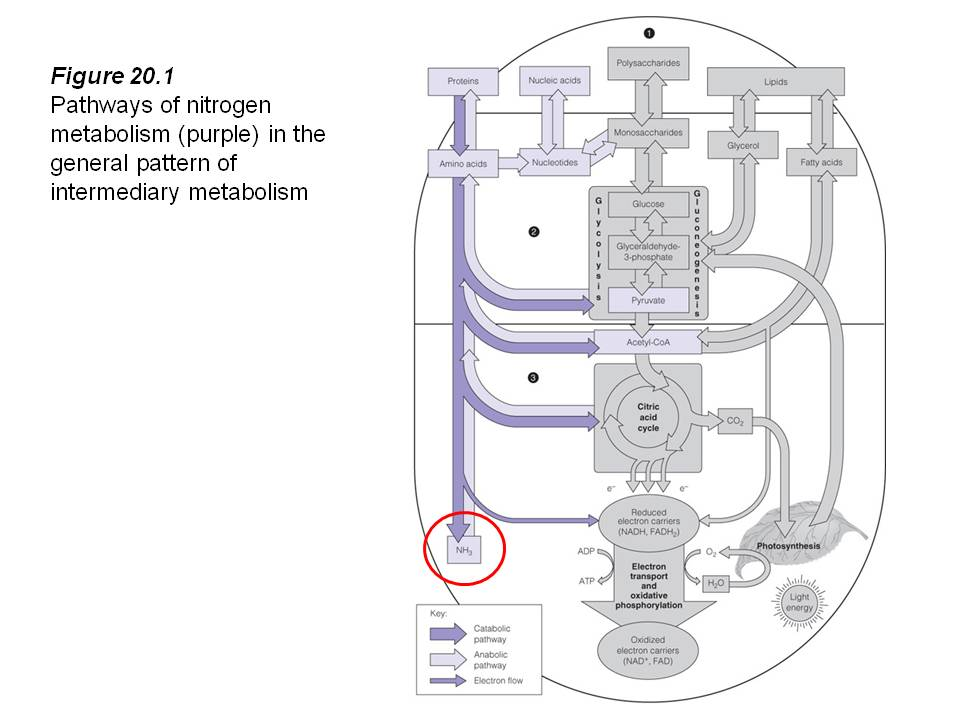 Figure 20.1
Pathways of nitrogen
metabolism (purple) in the
general pattern of
intermediary metabolism
1
Polysaccharides
Proteins
Nucleic acids
Lipids
Monosaccharides
Glycerol
Amino acids
Nucleotides
Fatty acids
Glycolysis
Glucose
Gluconeogenesis
2
Glyceraldehyde-
3-phosphate
Pyruvate
Acetyl-CoA
3
Citric
acid
cycle
CO₂
e⁻
e⁻
Reduced
electron carriers
(NADH, FADH₂)
NH₃
ADP
ATP
O₂
H₂O
Photosynthesis
Electron
transport
and
oxidative
phosphorylation
Light
energy
Oxidized
electron carriers
(NAD⁺, FAD)
Key:
Catabolic
pathway
Anabolic
pathway
Electron flow